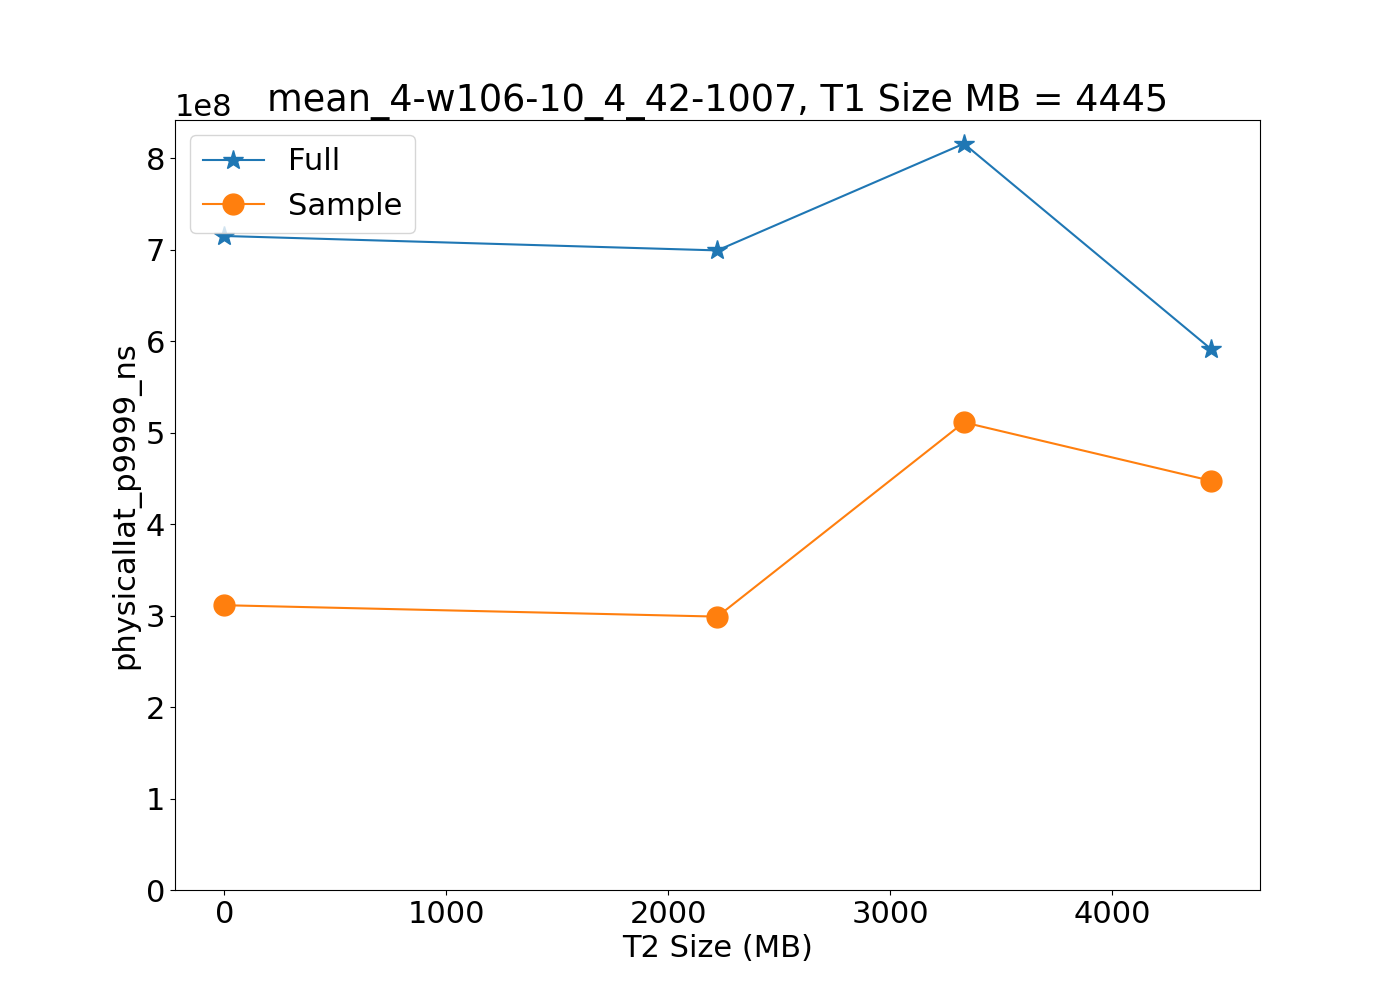 1e8
mean_4-w106-10_4_42-1007, T1 Size MB = 4445
Full
Sample
8
7
6
5
4
3
2
1
0
physicallat_p9999_ns
0 1000 2000 3000 4000
T2 Size (MB)